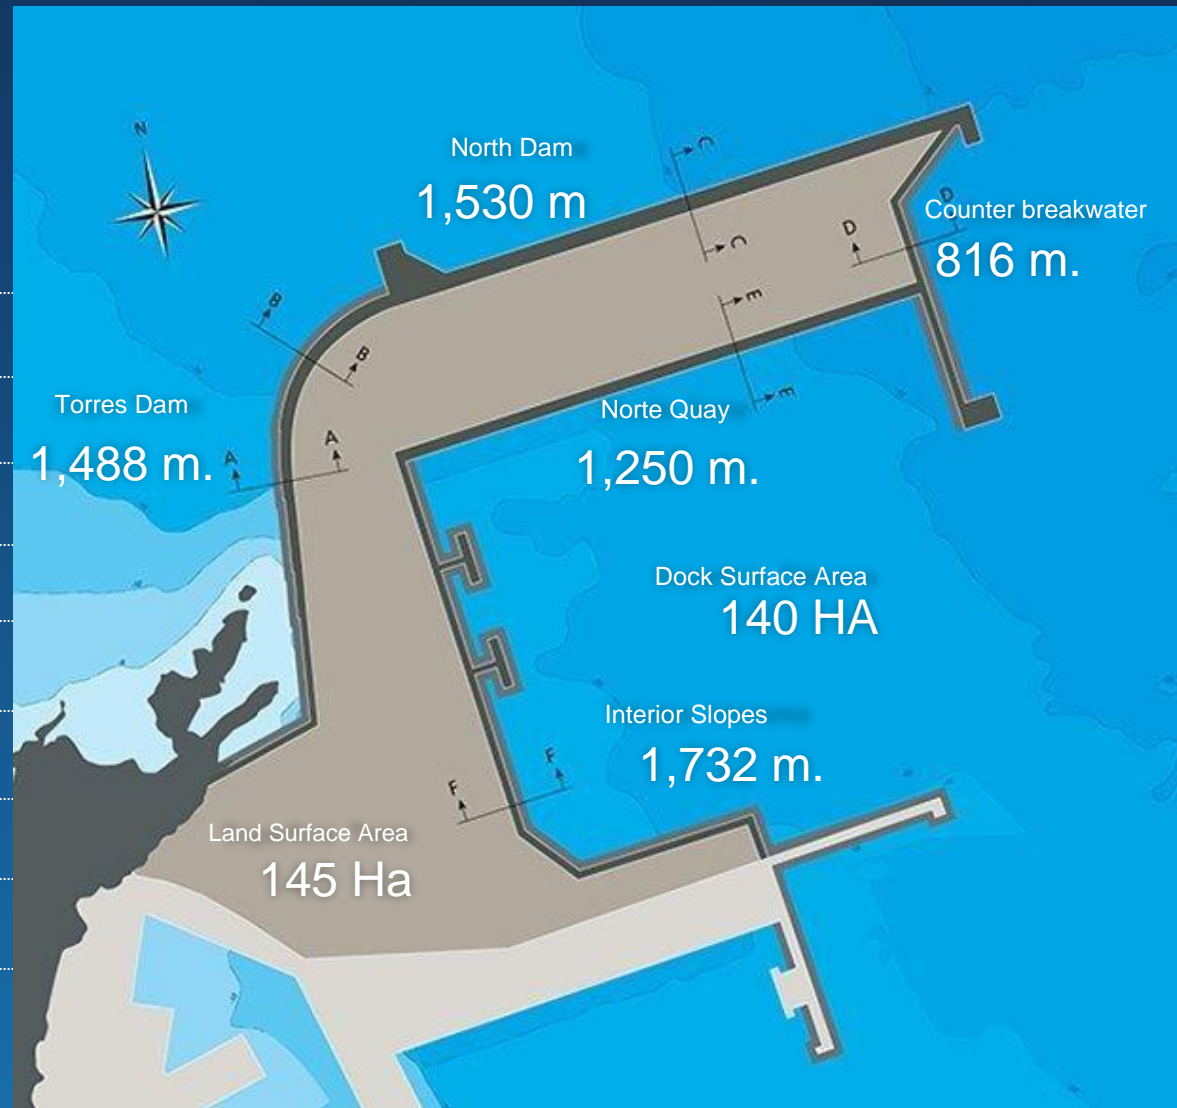 N
North Dam
1,530 m
C
C
D
D
Counter breakwater
816 m.
B
B
E
E
Torres Dam
1,488 m.
A
A
Norte Quay
1,250 m.
Dock Surface Area
140 HA
Interior Slopes
1,732 m.
F
F
Land Surface Area
145 Ha